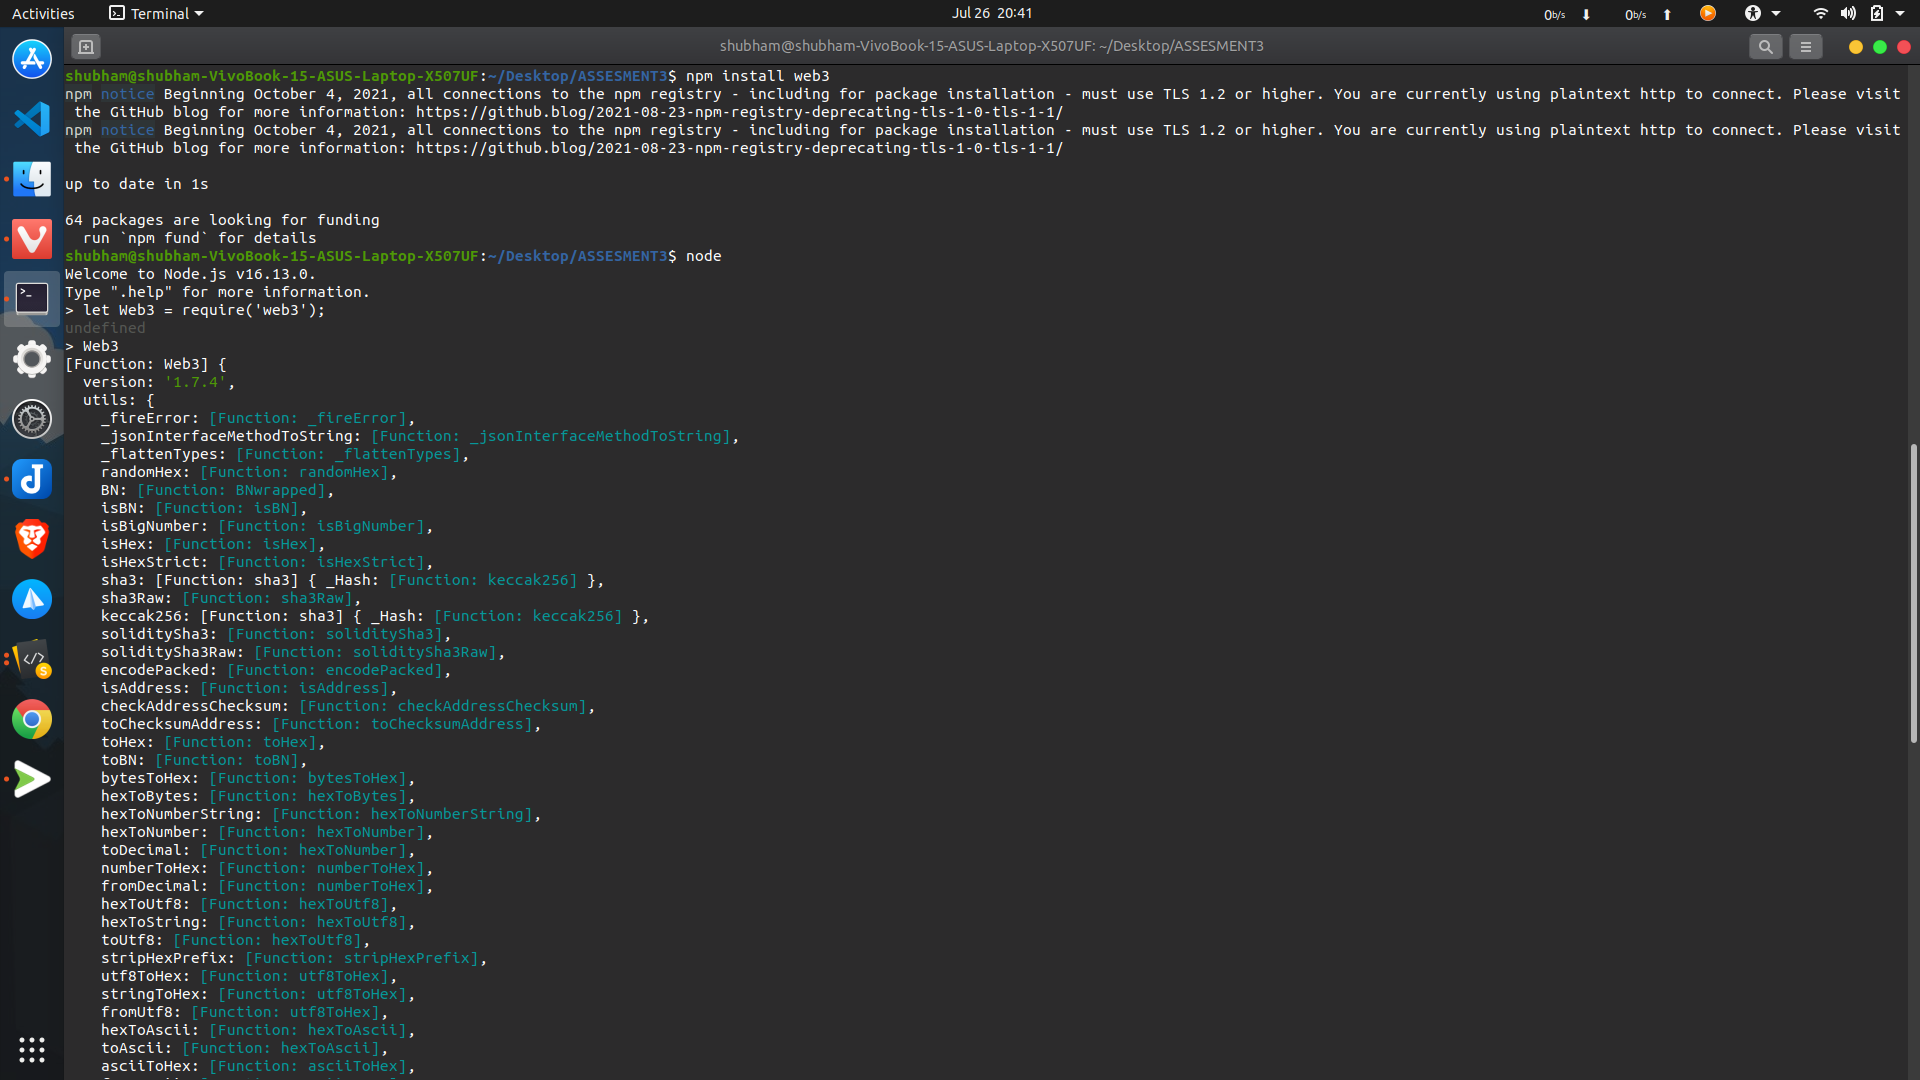 Activities
Terminal
Jul 26 20:41
0b/s
0b/s
shubham@shubham-VivoBook-15-ASUS-Laptop-X507UF: ~/Desktop/ASSESMENT3
shubham@shubham-VivoBook-15-ASUS-Laptop-X507UF:~/Desktop/ASSESMENT3$ npm install web3
npm notice Beginning October 4, 2021, all connections to the npm registry - including for package installation - must use TLS 1.2 or higher. You are currently using plaintext http to connect. Please visit
the GitHub blog for more information: https://github.blog/2021-08-23-npm-registry-deprecating-tls-1-0-tls-1-1/
npm notice Beginning October 4, 2021, all connections to the npm registry - including for package installation - must use TLS 1.2 or higher. You are currently using plaintext http to connect. Please visit
the GitHub blog for more information: https://github.blog/2021-08-23-npm-registry-deprecating-tls-1-0-tls-1-1/
up to date in 1s
64 packages are looking for funding
run `npm fund` for details
shubham@shubham-VivoBook-15-ASUS-Laptop-X507UF:~/Desktop/ASSESMENT3$ node
Welcome to Node.js v16.13.0.
Type ".help" for more information.
> let Web3 = require('web3');
undefined
> Web3
[Function: Web3] {
version: '1.7.4',
utils: {
_fireError: [Function: _fireError],
_jsonInterfaceMethodToString: [Function: _jsonInterfaceMethodToString],
_flattenTypes: [Function: _flattenTypes],
randomHex: [Function: randomHex],
BN: [Function: BNwrapped],
isBN: [Function: isBN],
isBigNumber: [Function: isBigNumber],
isHex: [Function: isHex],
isHexStrict: [Function: isHexStrict],
sha3: [Function: sha3] { _Hash: [Function: keccak256] },
sha3Raw: [Function: sha3Raw],
keccak256: [Function: sha3] { _Hash: [Function: keccak256] },
soliditySha3: [Function: soliditySha3],
soliditySha3Raw: [Function: soliditySha3Raw],
encodePacked: [Function: encodePacked],
isAddress: [Function: isAddress],
checkAddressChecksum: [Function: checkAddressChecksum],
toChecksumAddress: [Function: toChecksumAddress],
toHex: [Function: toHex],
toBN: [Function: toBN],
bytesToHex: [Function: bytesToHex],
hexToBytes: [Function: hexToBytes],
hexToNumberString: [Function: hexToNumberString],
hexToNumber: [Function: hexToNumber],
toDecimal: [Function: hexToNumber],
numberToHex: [Function: numberToHex],
fromDecimal: [Function: numberToHex],
hexToUtf8: [Function: hexToUtf8],
hexToString: [Function: hexToUtf8],
toUtf8: [Function: hexToUtf8],
stripHexPrefix: [Function: stripHexPrefix],
utf8ToHex: [Function: utf8ToHex],
stringToHex: [Function: utf8ToHex],
fromUtf8: [Function: utf8ToHex],
hexToAscii: [Function: hexToAscii],
toAscii: [Function: hexToAscii],
asciiToHex: [Function: asciiToHex],